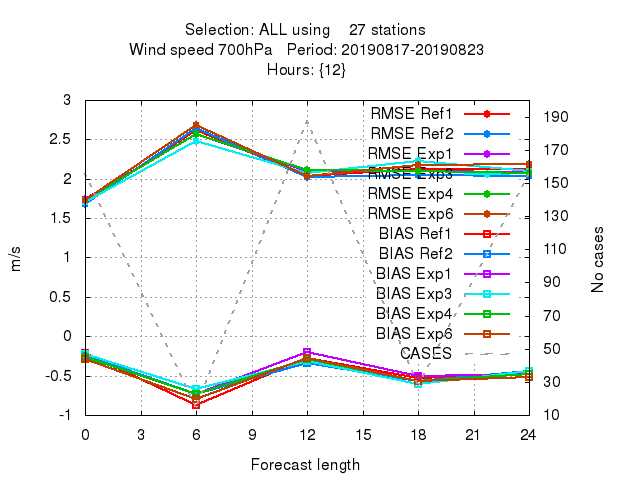 Selection: ALL using 27 stations
Wind speed 700hPa Period: 20190817-20190823
Hours: {12}
RMSE Ref1
RMSE Ref2
RMSE Exp1
RMSE Exp3
RMSE Exp4
RMSE Exp6
BIAS Ref1
BIAS Ref2
BIAS Exp1
BIAS Exp3
BIAS Exp4
BIAS Exp6
CASES
3
2.5
2
1.5
1
0.5
0
-0.5
-1
m/s
190
170
150
130
110
90
70
50
30
10
No cases
0 3 6 9 12 15 18 21 24
Forecast length